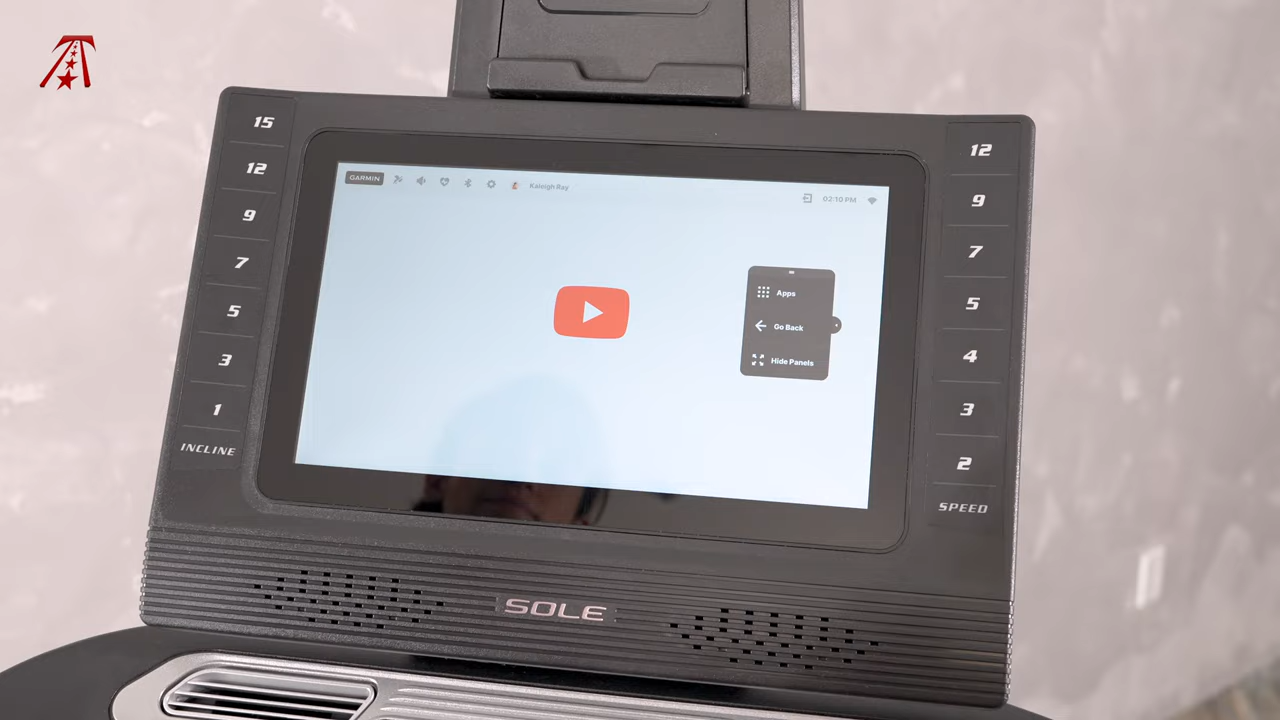 15
12
9
7
5
3
1
INCLINE
GARMIN
Kaleigh Ray
02:10 PM
Apps
Go Back
Hide Panels
12
9
7
5
4
3
2
SPEED
SOLE